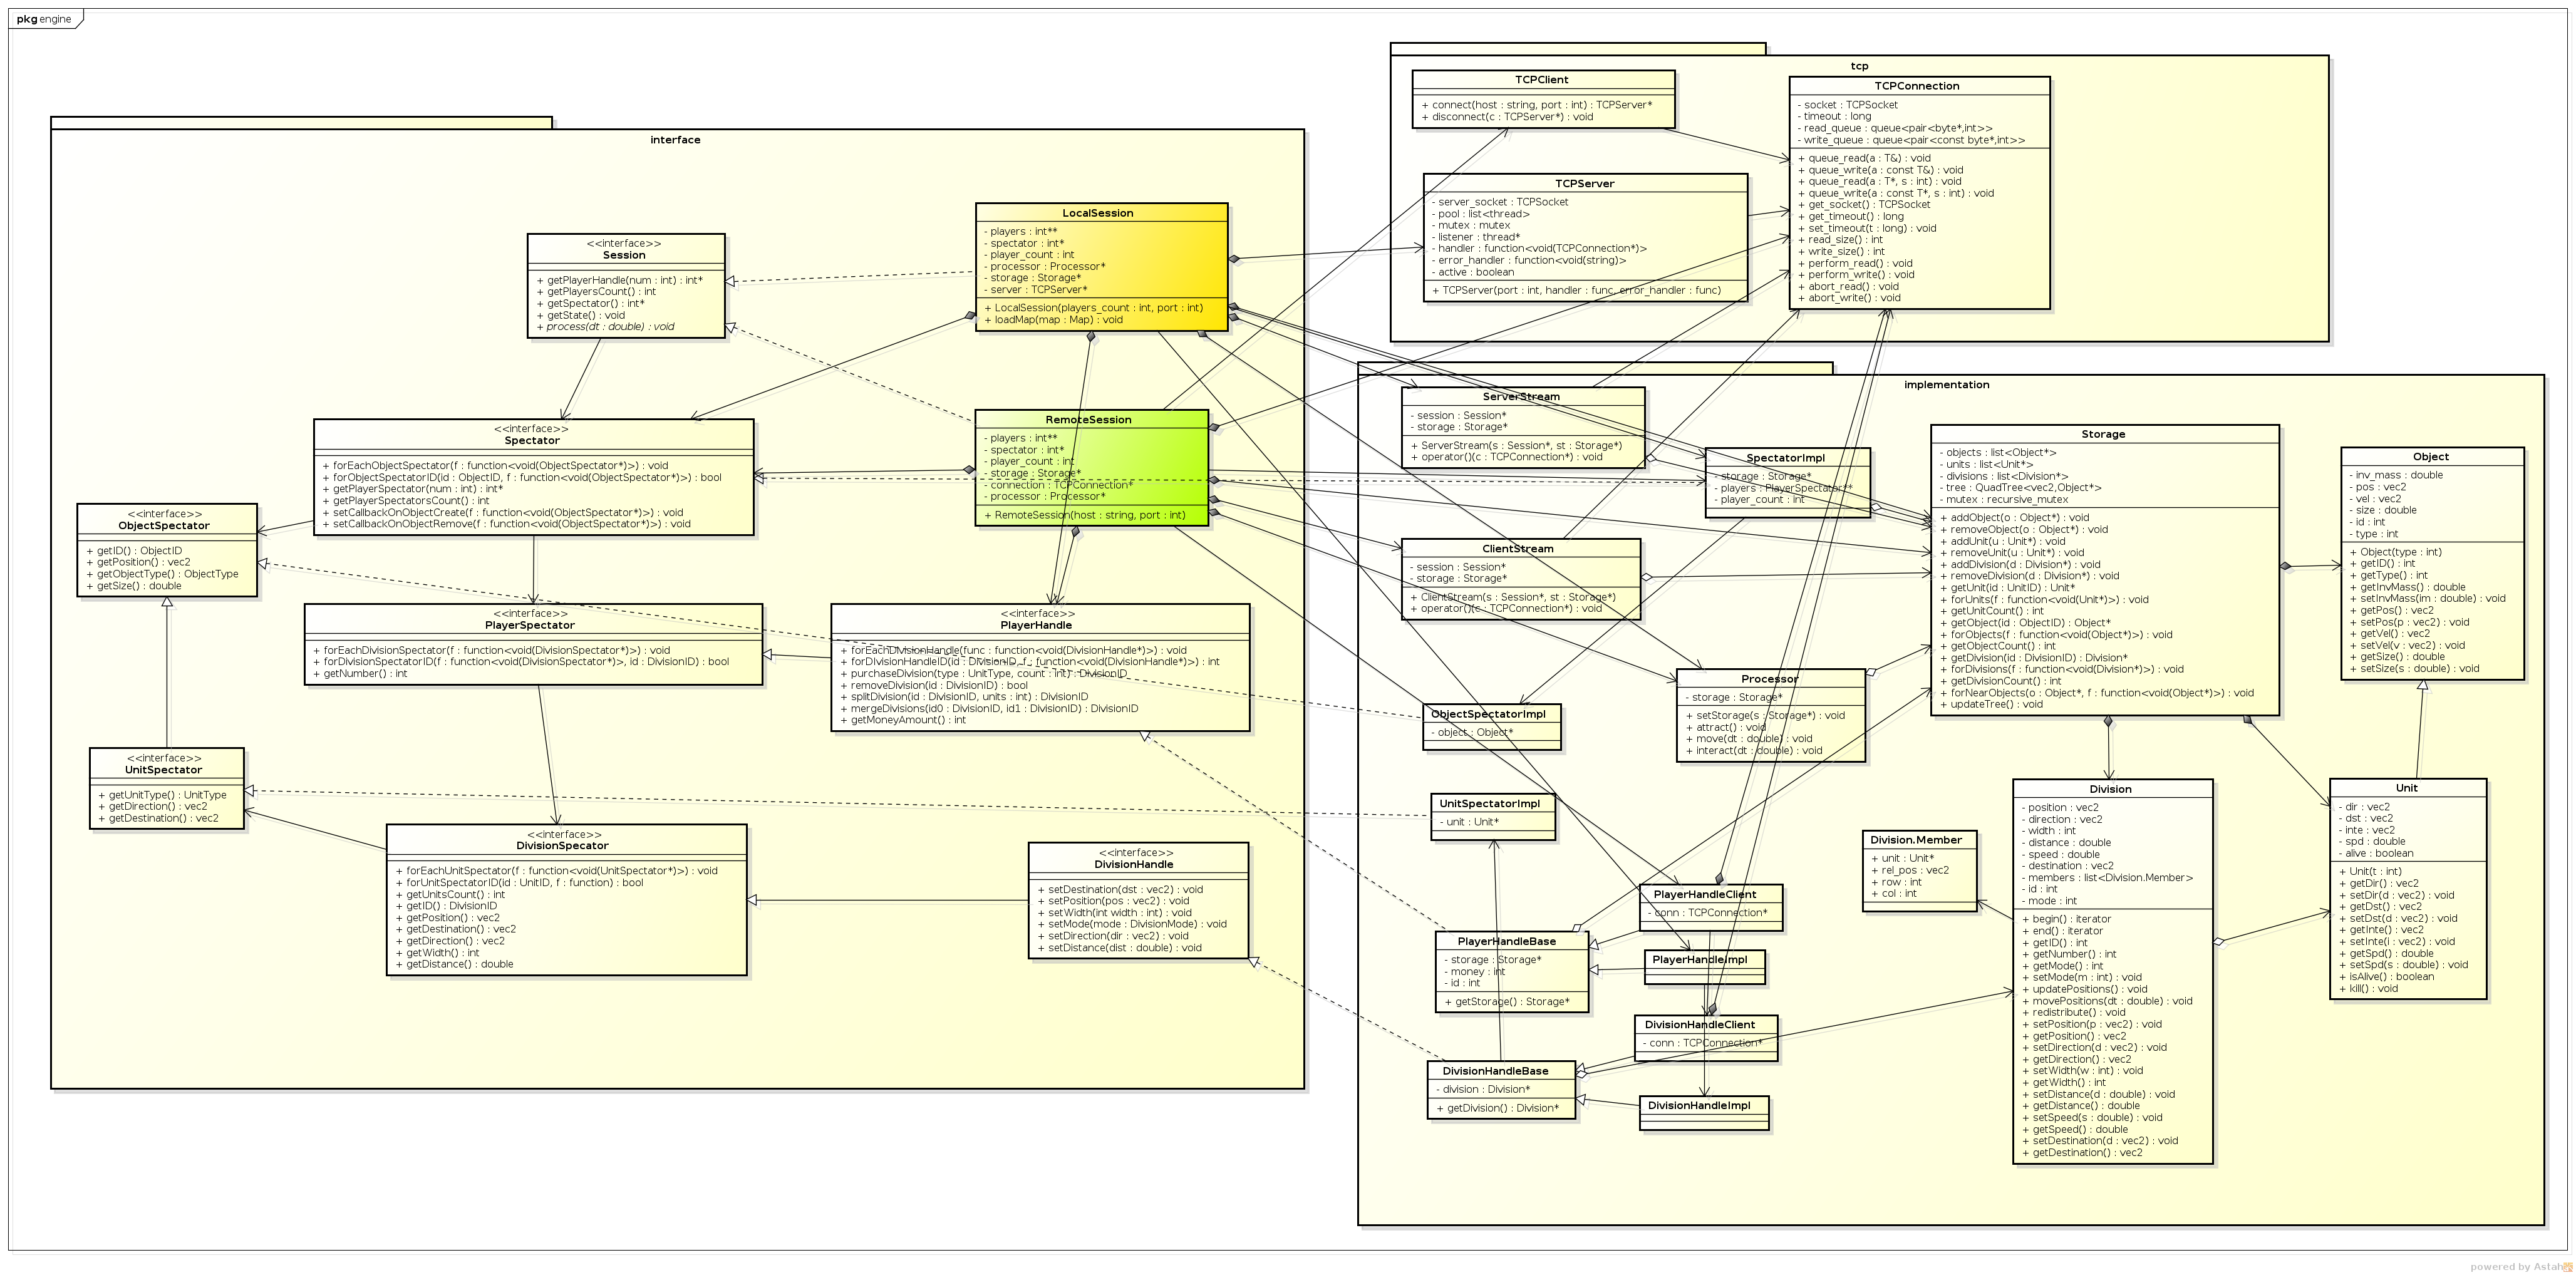 pkg engine
interface
<<interface>>
Session
+ getPlayerHandle(num : int) : int*
+ getPlayersCount() : int
+ getSpectator() : int*
+ getState() : void
+ process(dt : double) : void
LocalSession
- players : int**
- spectator : int*
- player_count : int
- processor : Processor*
- storage : Storage*
- server : TCPServer*
+ LocalSession(players_count : int, port : int)
+ loadMap(map : Map) : void
<<interface>>
Spectator
+ forEachObjectSpectator(f : function<void(ObjectSpectator*)>) : void
+ forObjectSpectatorID(id : ObjectID, f : function<void(ObjectSpectator*)>) : bool
+ getPlayerSpectator(num : int) : int*
+ getPlayerSpectatorsCount() : int
+ setCallbackOnObjectCreate(f : function<void(ObjectSpectator*)>) : void
+ setCallbackOnObjectRemove(f : function<void(ObjectSpectator*)>) : void
RemoteSession
- players : int**
- spectator : int*
- player_count : int
- storage : Storage*
- connection : TCPConnection*
- processor : Processor*
+ RemoteSession(host : string, port : int)
<<interface>>
ObjectSpectator
+ getID() : ObjectID
+ getPosition() : vec2
+ getObjectType() : ObjectType
+ getSize() : double
<<interface>>
PlayerSpectator
+ forEachDivisionSpectator(f : function<void(DivisionSpectator*)>) : void
+ forDivisionSpectatorID(f : function<void(DivisionSpectator*)>, id : DivisionID) : bool
+ getNumber() : int
<<interface>>
PlayerHandle
+ forEachDivisionHandle(func : function<void(DivisionHandle*)>) : void
+ forDIvisionHandleID(id : DivisionID, f : function<void(DivisionHandle*)>) : int
+ purchaseDivision(type : UnitType, count : int) : DivisionID
+ removeDivision(id : DivisionID) : bool
+ splitDivision(id : DivisionID, units : int) : DivisionID
+ mergeDivisions(id0 : DivisionID, id1 : DivisionID) : DivisionID
+ getMoneyAmount() : int
<<interface>>
UnitSpectator
+ getUnitType() : UnitType
+ getDirection() : vec2
+ getDestination() : vec2
<<interface>>
DivisionSpecator
+ forEachUnitSpectator(f : function<void(UnitSpectator*)>) : void
+ forUnitSpectatorID(id : UnitID, f : function) : bool
+ getUnitsCount() : int
+ getID() : DivisionID
+ getPosition() : vec2
+ getDestination() : vec2
+ getDirection() : vec2
+ getWidth() : int
+ getDistance() : double
<<interface>>
DivisionHandle
+ setDestination(dst : vec2) : void
+ setPosition(pos : vec2) : void
+ setWidth(int width : int) : void
+ setMode(mode : DivisionMode) : void
+ setDirection(dir : vec2) : void
+ setDistance(dist : double) : void
tcp
TCPClient
+ connect(host : string, port : int) : TCPServer*
+ disconnect(c : TCPServer*) : void
TCPServer
- server_socket : TCPSocket
- pool : list<thread>
- mutex : mutex
- listener : thread*
- handler : function<void(TCPConnection*)>
- error_handler : function<void(string)>
- active : boolean
+ TCPServer(port : int, handler : func, error_handler : func)
TCPConnection
- socket : TCPSocket
- timeout : long
- read_queue : queue<pair<byte*,int>>
- write_queue : queue<pair<const byte*,int>>
+ queue_read(a : T&) : void
+ queue_write(a : const T&) : void
+ queue_read(a : T*, s : int) : void
+ queue_write(a : const T*, s : int) : void
+ get_socket() : TCPSocket
+ get_timeout() : long
+ set_timeout(t : long) : void
+ read_size() : int
+ write_size() : int
+ perform_read() : void
+ perform_write() : void
+ abort_read() : void
+ abort_write() : void
implementation
ServerStream
- session : Session*
- storage : Storage*
+ ServerStream(s : Session*, st : Storage*)
+ operator()(c : TCPConnection*) : void
SpectatorImpl
- storage : Storage*
- players : PlayerSpectator**
- player_count : int
ClientStream
- session : Session*
- storage : Storage*
+ ClientStream(s : Session*, st : Storage*)
+ operator()(c : TCPConnection*) : void
Storage
- objects : list<Object*>
- units : list<Unit*>
- divisions : list<Division*>
- tree : QuadTree<vec2,Object*>
- mutex : recursive_mutex
+ addObject(o : Object*) : void
+ removeObject(o : Object*) : void
+ addUnit(u : Unit*) : void
+ removeUnit(u : Unit*) : void
+ addDivision(d : Division*) : void
+ removeDivision(d : Division*) : void
+ getUnit(id : UnitID) : Unit*
+ forUnits(f : function<void(Unit*)>) : void
+ getUnitCount() : int
+ getObject(id : ObjectID) : Object*
+ forObjects(f : function<void(Object*)>) : void
+ getObjectCount() : int
+ getDivision(id : DivisionID) : Division*
+ forDivisions(f : function<void(Division*)>) : void
+ getDivisionCount() : int
+ forNearObjects(o : Object*, f : function<void(Object*)>) : void
+ updateTree() : void
Object
- inv_mass : double
- pos : vec2
- vel : vec2
- size : double
- id : int
- type : int
+ Object(type : int)
+ getID() : int
+ getType() : int
+ getInvMass() : double
+ setInvMass(im : double) : void
+ getPos() : vec2
+ setPos(p : vec2) : void
+ getVel() : vec2
+ setVel(v : vec2) : void
+ getSize() : double
+ setSize(s : double) : void
Processor
- storage : Storage*
+ setStorage(s : Storage*) : void
+ attract() : void
+ move(dt : double) : void
+ interact(dt : double) : void
ObjectSpectatorImpl
- object : Object*
UnitSpectatorImpl
- unit : Unit*
Division.Member
+ unit : Unit*
+ rel_pos : vec2
+ row : int
+ col : int
Division
- position : vec2
- direction : vec2
- width : int
- distance : double
- speed : double
- destination : vec2
- members : list<Division.Member>
- id : int
- mode : int
+ begin() : iterator
+ end() : iterator
+ getID() : int
+ getNumber() : int
+ getMode() : int
+ setMode(m : int) : void
+ updatePositions() : void
+ movePositions(dt : double) : void
+ redistribute() : void
+ setPosition(p : vec2) : void
+ getPosition() : vec2
+ setDirection(d : vec2) : void
+ getDirection() : vec2
+ setWidth(w : int) : void
+ getWidth() : int
+ setDistance(d : double) : void
+ getDistance() : double
+ setSpeed(s : double) : void
+ getSpeed() : double
+ setDestination(d : vec2) : void
+ getDestination() : vec2
Unit
- dir : vec2
- dst : vec2
- inte : vec2
- spd : double
- alive : boolean
+ Unit(t : int)
+ getDir() : vec2
+ setDir(d : vec2) : void
+ getDst() : vec2
+ setDst(d : vec2) : void
+ getInte() : vec2
+ setInte(i : vec2) : void
+ getSpd() : double
+ setSpd(s : double) : void
+ isAlive() : boolean
+ kill() : void
PlayerHandleClient
- conn : TCPConnection*
PlayerHandleBase
- storage : Storage*
- money : int
- id : int
+ getStorage() : Storage*
PlayerHandleImpl
DivisionHandleClient
- conn : TCPConnection*
DivisionHandleBase
- division : Division*
+ getDivision() : Division*
DivisionHandleImpl
powered by Astah